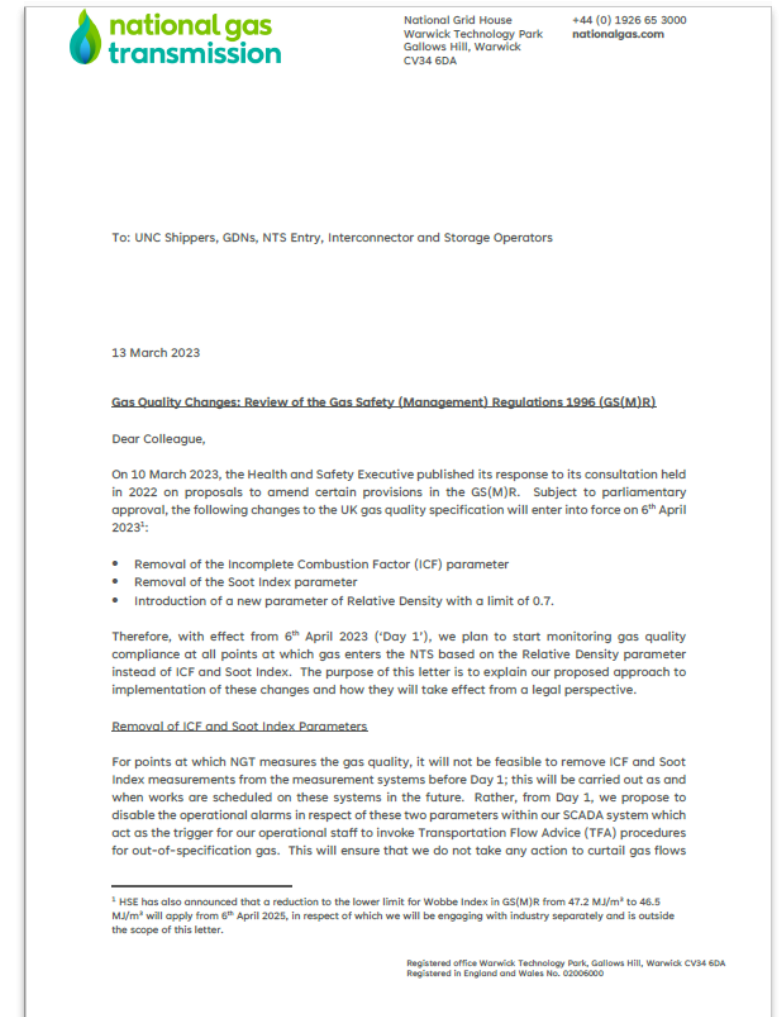 national gas
transmission
National Grid House
Warwick Technology Park
Gallows Hill, Warwick
CV34 6DA
+44 (0) 1926 65 3000
nationalgas.com
To: UNC Shippers, GDNs, NTS Entry, Interconnector and Storage Operators
13 March 2023
Gas Quality Changes: Review of the Gas Safety (Management) Regulations 1996 (GS(M)R)
Dear Colleague,
On 10 March 2023, the Health and Safety Executive published its response to its consultation held
in 2022 on proposals to amend certain provisions in the GS(M)R. Subject to parliamentary
approval, the following changes to the UK gas quality specification will enter into force on 6th April
2023¹:
• Removal of the Incomplete Combustion Factor (ICF) parameter
• Removal of the Soot Index parameter
• Introduction of a new parameter of Relative Density with a limit of 0.7.
Therefore, with effect from 6th April 2023 ('Day 1'), we plan to start monitoring gas quality
compliance at all points at which gas enters the NTS based on the Relative Density parameter
instead of ICF and Soot Index. The purpose of this letter is to explain our proposed approach to
implementation of these changes and how they will take effect from a legal perspective.
Removal of ICF and Soot Index Parameters
For points at which NGT measures the gas quality, it will not be feasible to remove ICF and Soot
Index measurements from the measurement systems before Day 1; this will be carried out as and
when works are scheduled on these systems in the future. Rather, from Day 1, we propose to
disable the operational alarms in respect of these two parameters within our SCADA system which
act as the trigger for our operational staff to invoke Transportation Flow Advice (TFA) procedures
for out-of-specification gas. This will ensure that we do not take any action to curtail gas flows
¹ HSE has also announced that a reduction to the lower limit for Wobbe Index in GS(M)R from 47.2 MJ/m³ to 46.5
MJ/m³ will apply from 6th April 2025, in respect of which we will be engaging with industry separately and is outside
the scope of this letter.
Registered office Warwick Technology Park, Gallows Hill, Warwick CV34 6DA
Registered in England and Wales No. 02006000